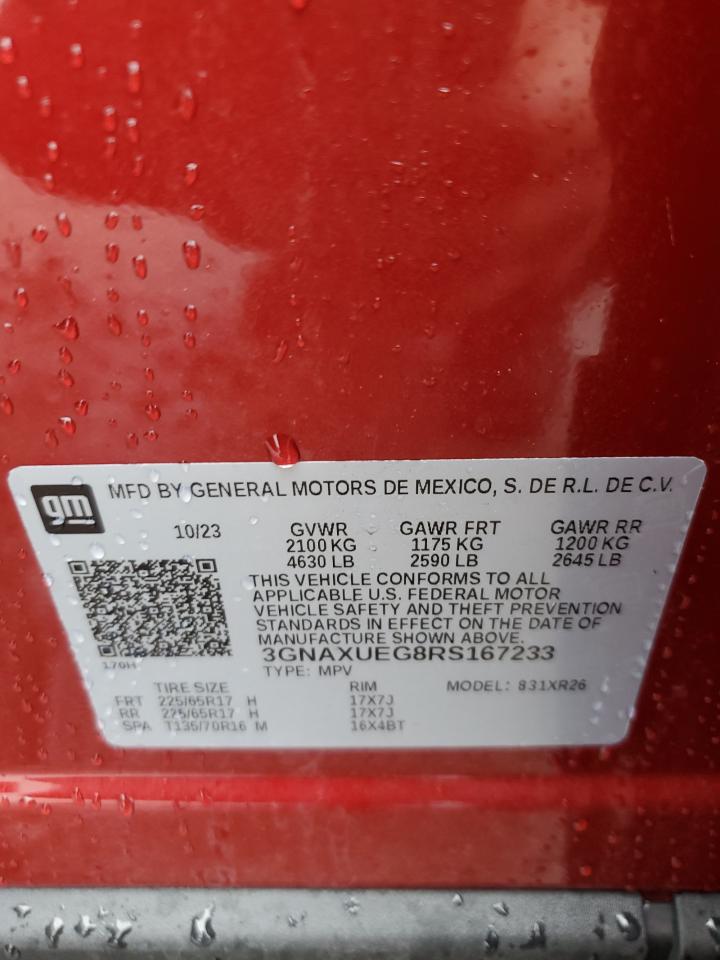 gm
MFD BY GENERAL MOTORS DE MEXICO, S. DE R.L. DE C.V.
10/23 GVWR GAWR FRT GAWR RR
2100 KG 1175 KG 1200 KG
4630 LB 2590 LB 2645 LB
THIS VEHICLE CONFORMS TO ALL
APPLICABLE U.S. FEDERAL MOTOR
VEHICLE SAFETY AND THEFT PREVENTION
STANDARDS IN EFFECT ON THE DATE OF
MANUFACTURE SHOWN ABOVE.
3GNAXUEG8RS167233
170H
TYPE: MPV
TIRE SIZE RIM MODEL: 831XR26
FRT 225/65R17 H 17X7J
RR 225/65R17 H 17X7J
SPA T135/70R16 M 16X4BT